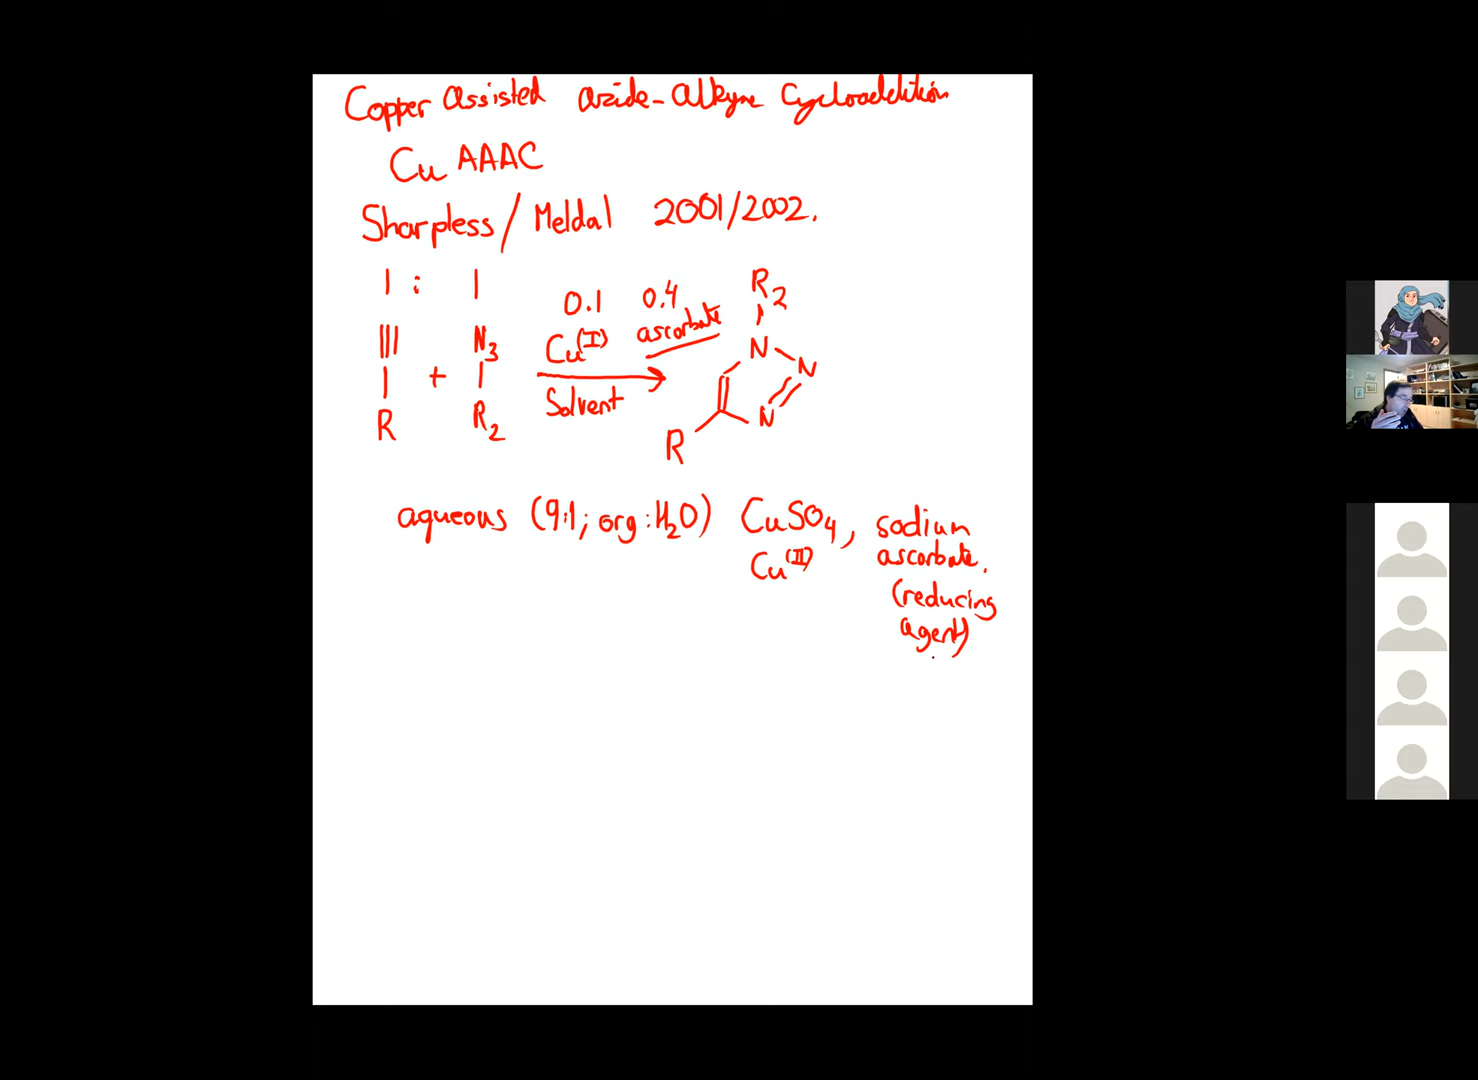 Copper Assisted azide-alkyne Cycloaddition
Cu AAAC
Sharpless / Meldal 2001/2002.
1 : 1
0.1 0.4
R2
N3 Cu(I) ascorbate N
+ N
Solvent
R R2 N
R
aqueous (9:1; org:H2O) CuSO4, sodium
Cu(II) ascorbate.
(reducing
agent)